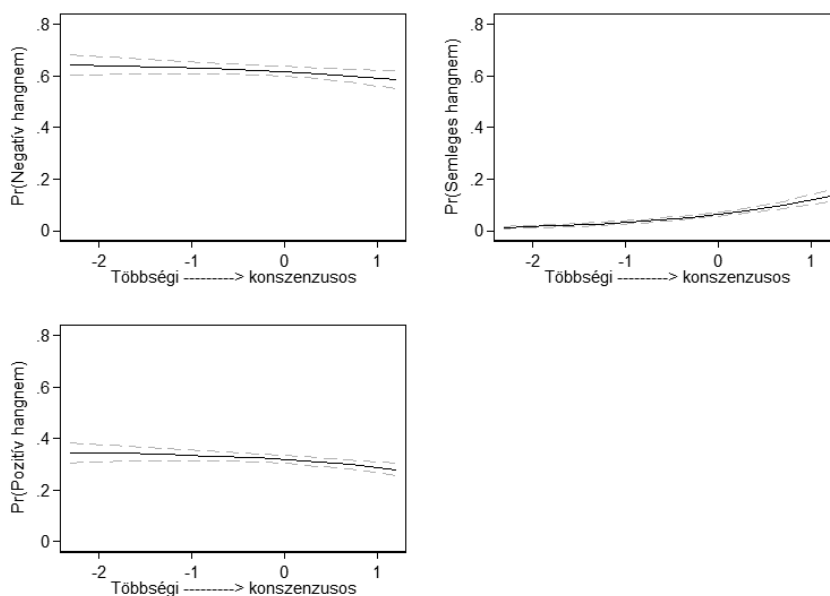 Pr(Negatív hangnem)
.8
.6
.4
.2
0
-2 -1 0 1
Többségi ---------> konszenzusos
Pr(Semleges hangnem)
.8
.6
.4
.2
0
-2 -1 0 1
Többségi ---------> konszenzusos
Pr(Pozitív hangnem)
.8
.6
.4
.2
0
-2 -1 0 1
Többségi ---------> konszenzusos